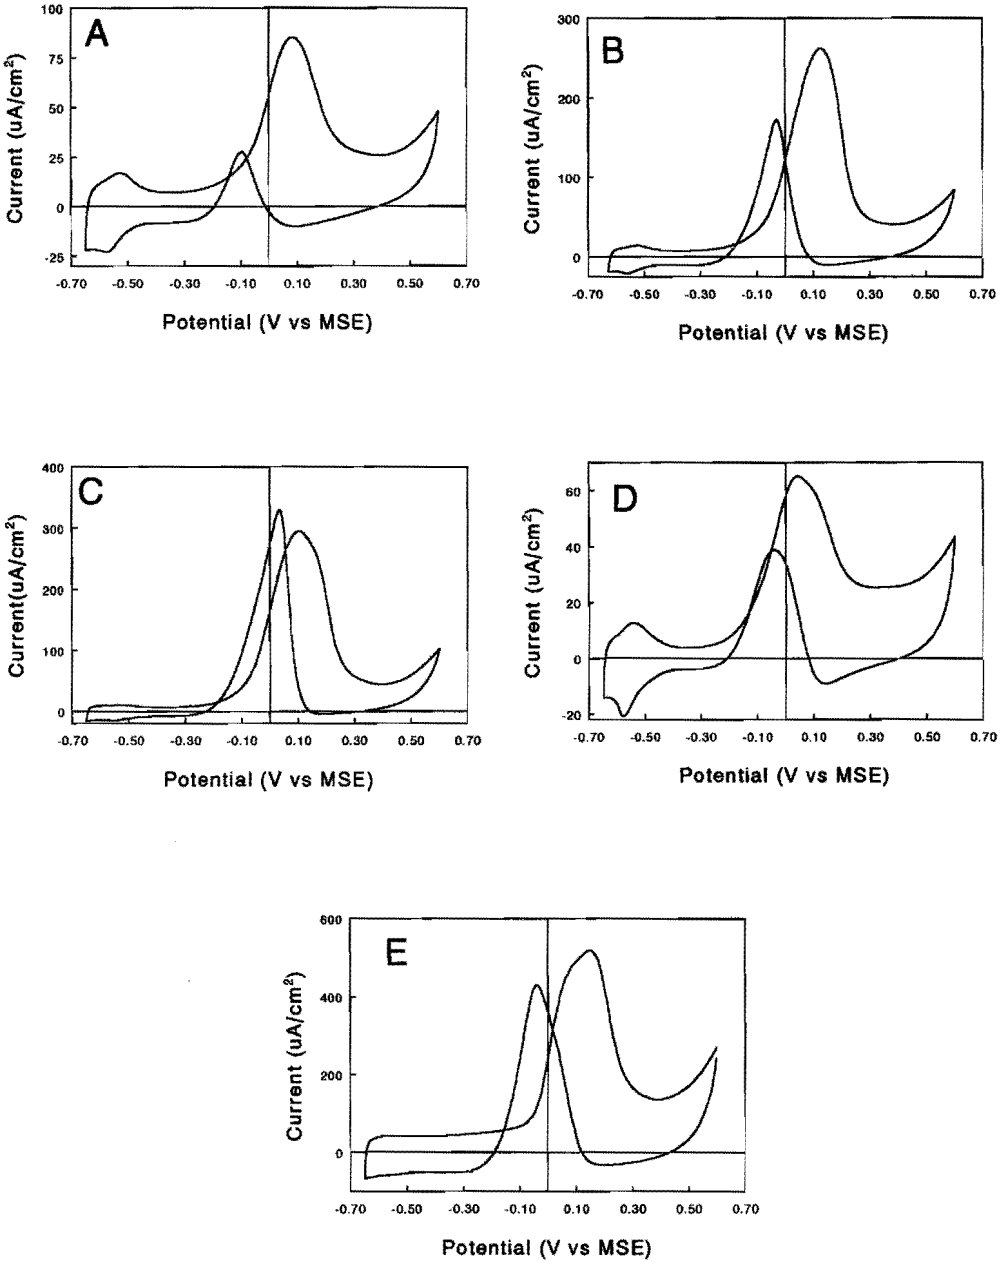 A
Current (uA/cm²)
100
75
50
25
0
-25
-0.70 -0.50 -0.30 -0.10 0.10 0.30 0.50 0.70
Potential (V vs MSE)
B
Current (uA/cm²)
300
200
100
0
-0.70 -0.50 -0.30 -0.10 0.10 0.30 0.50 0.70
Potential (V vs MSE)
C
Current(uA/cm²)
400
300
200
100
0
-0.70 -0.50 -0.30 -0.10 0.10 0.30 0.50 0.70
Potential (V vs MSE)
D
Current (uA/cm²)
60
40
20
0
-20
-0.70 -0.50 -0.30 -0.10 0.10 0.30 0.50 0.70
Potential (V vs MSE)
E
Current (uA/cm²)
600
400
200
0
-0.70 -0.50 -0.30 -0.10 0.10 0.30 0.50 0.70
Potential (V vs MSE)